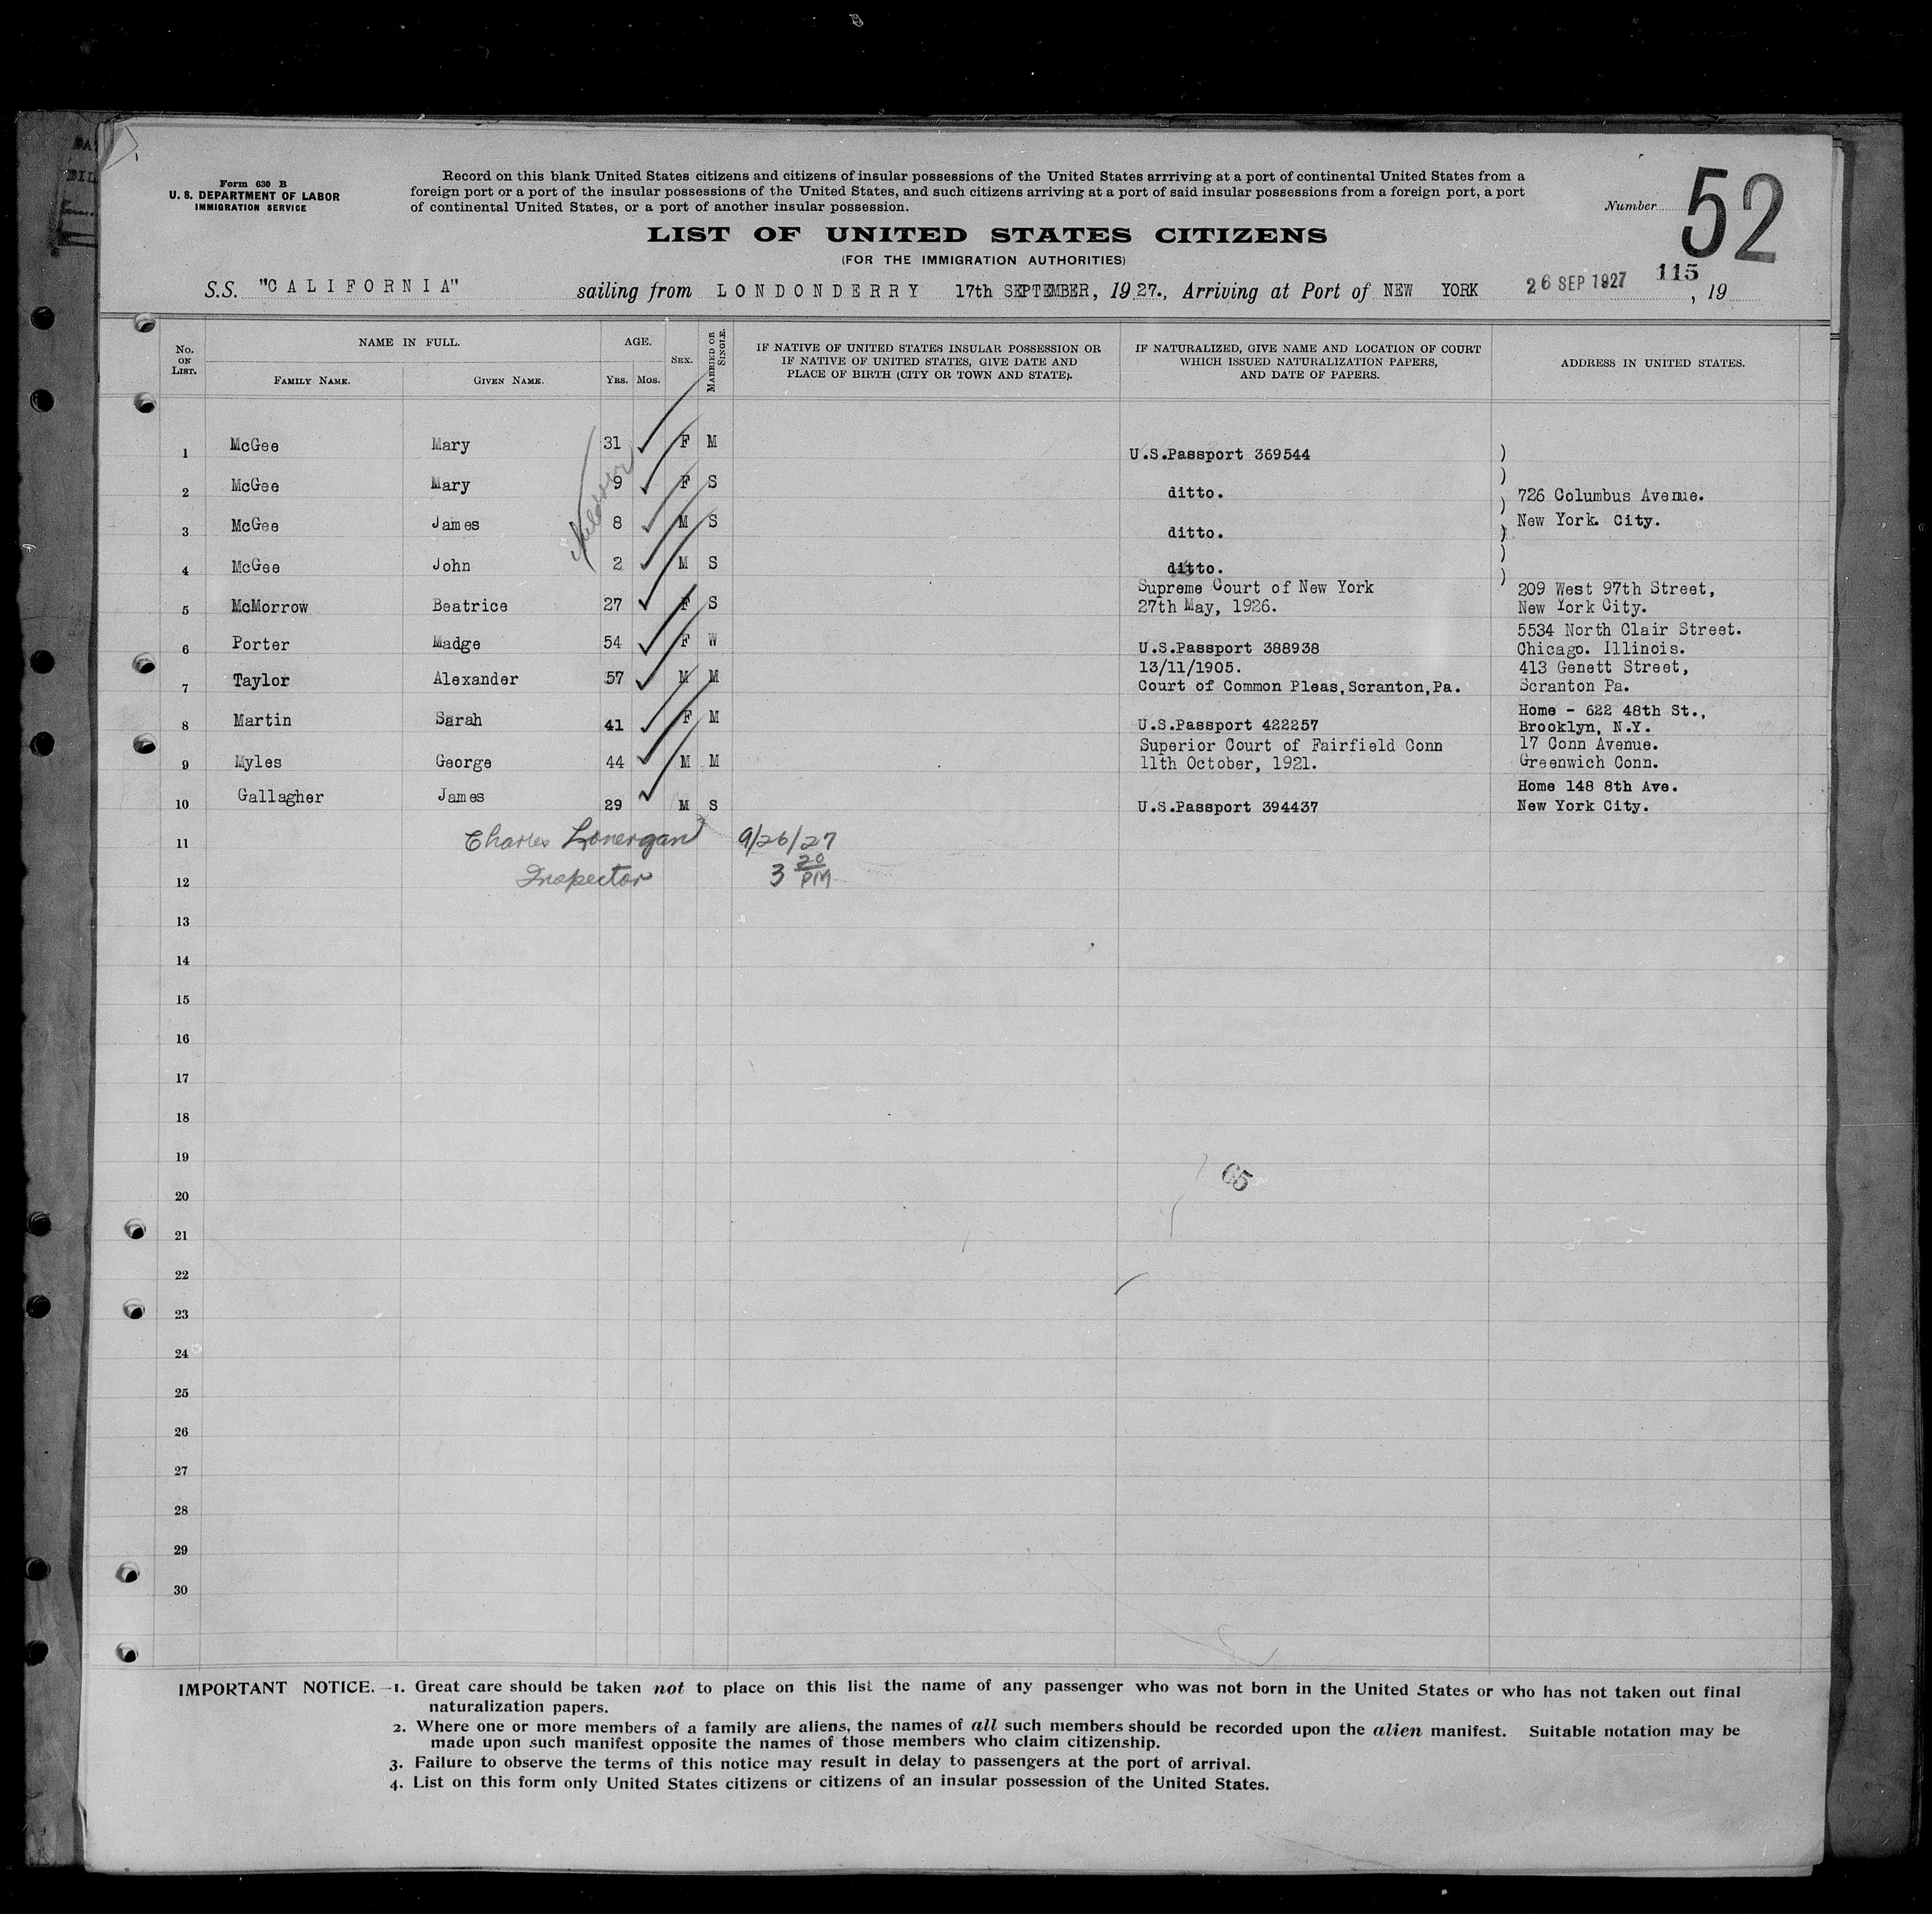 Form 630 B
U. S. DEPARTMENT OF LABOR
IMMIGRATION SERVICE
Record on this blank United States citizens and citizens of insular possessions of the United States arrriving at a port of continental United States from a
foreign port or a port of the insular possessions of the United States, and such citizens arriving at a port of said insular possessions from a foreign port, a port
of continental United States, or a port of another insular possession.
Number 52
LIST OF UNITED STATES CITIZENS
(FOR THE IMMIGRATION AUTHORITIES)
115
S.S. "CALIFORNIA" sailing from LONDONDERRY 17th SEPTEMBER, 1927., Arriving at Port of NEW YORK 26 SEP 1927, 19
No. ON LIST. NAME IN FULL. FAMILY NAME. GIVEN NAME. AGE. YRS. MOS. SEX. MARRIED OR SINGLE.
IF NATIVE OF UNITED STATES INSULAR POSSESSION OR
IF NATIVE OF UNITED STATES, GIVE DATE AND
PLACE OF BIRTH (CITY OR TOWN AND STATE).
IF NATURALIZED, GIVE NAME AND LOCATION OF COURT
WHICH ISSUED NATURALIZATION PAPERS,
AND DATE OF PAPERS.
ADDRESS IN UNITED STATES.
1 McGee Mary 31 F M U.S.Passport 369544 )
children
2 McGee Mary 9 F S ditto. ) 726 Columbus Avenue.
3 McGee James 8 M S ditto. ) New York. City.
4 McGee John 2 M S ditto. )
5 McMorrow Beatrice 27 F S Supreme Court of New York 209 West 97th Street,
27th May, 1926. New York City.
6 Porter Madge 54 F W U.S.Passport 388938 5534 North Clair Street.
Chicago. Illinois.
7 Taylor Alexander 57 M M 13/11/1905. 413 Genett Street,
Court of Common Pleas,Scranton,Pa. Scranton Pa.
8 Martin Sarah 41 F M U.S.Passport 422257 Home - 622 48th St.,
Brooklyn, N.Y.
9 Myles George 44 M M Superior Court of Fairfield Conn 17 Conn Avenue.
11th October, 1921. Greenwich Conn.
10 Gallagher James 29 M S U.S.Passport 394437 Home 148 8th Ave.
New York City.
11 Charles Lonergan 9/26/27
12 Inspector 3 20 PM
13
14
15
16
17
18
19
65
20
21
22
23
24
25
26
27
28
29
30
IMPORTANT NOTICE.—1. Great care should be taken not to place on this list the name of any passenger who was not born in the United States or who has not taken out final
naturalization papers.
2. Where one or more members of a family are aliens, the names of all such members should be recorded upon the alien manifest. Suitable notation may be
made upon such manifest opposite the names of those members who claim citizenship.
3. Failure to observe the terms of this notice may result in delay to passengers at the port of arrival.
4. List on this form only United States citizens or citizens of an insular possession of the United States.